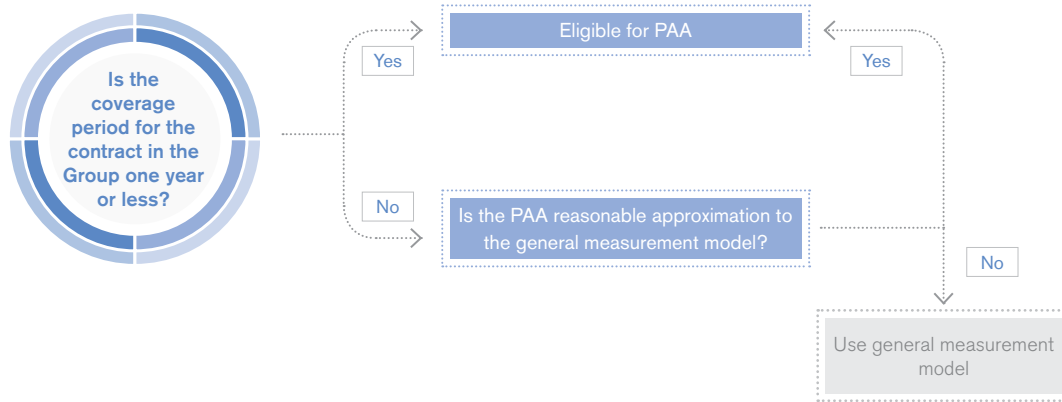 Is the
coverage
period for the
contract in the
Group one year
or less?
Yes
Eligible for PAA
Yes
No
Is the PAA reasonable approximation to
the general measurement model?
No
Use general measurement
model